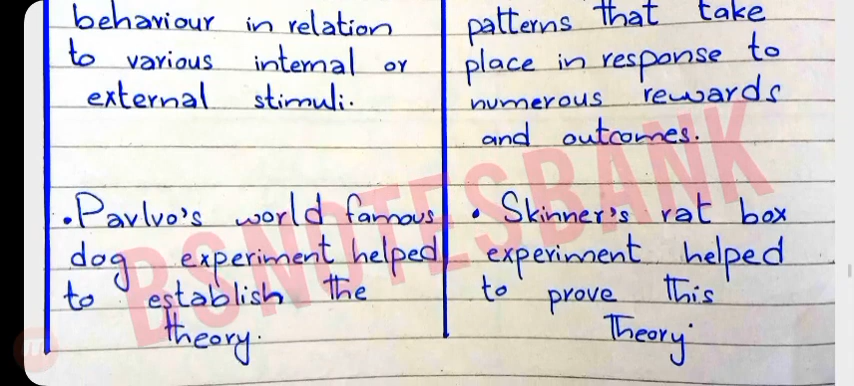 behaviour in relation
to various internal or
external stimuli.
• Pavlvo's world famous
dog experiment helped
to establish the
theory.
patterns that take
place in response to
numerous rewards
and outcomes.
• Skinner's rat box
experiment helped
to prove this
Theory.
BSNOTESBANK